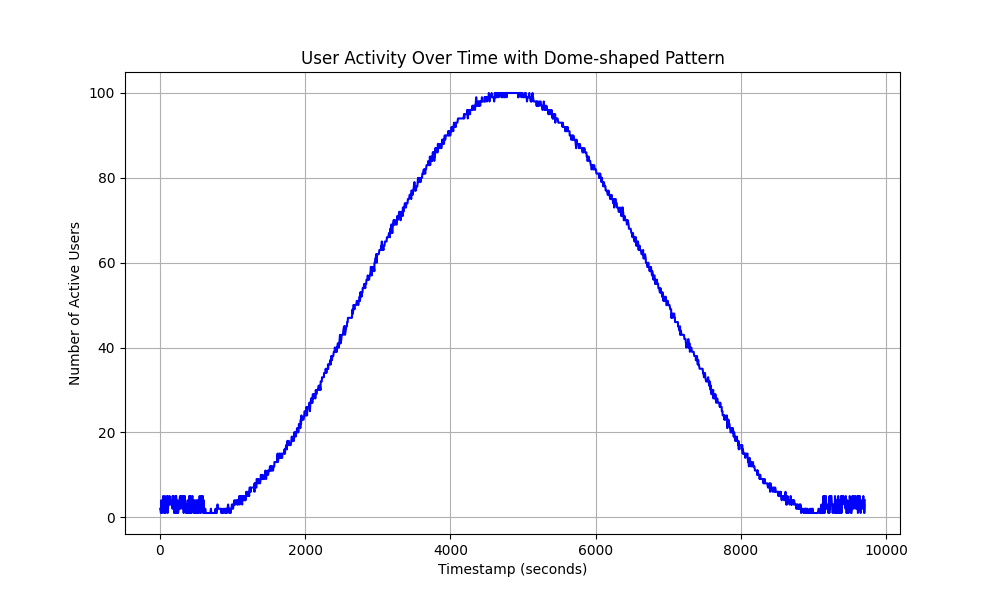 User Activity Over Time with Dome-shaped Pattern
100
80
60
40
20
0
Number of Active Users
0 2000 4000 6000 8000 10000
Timestamp (seconds)